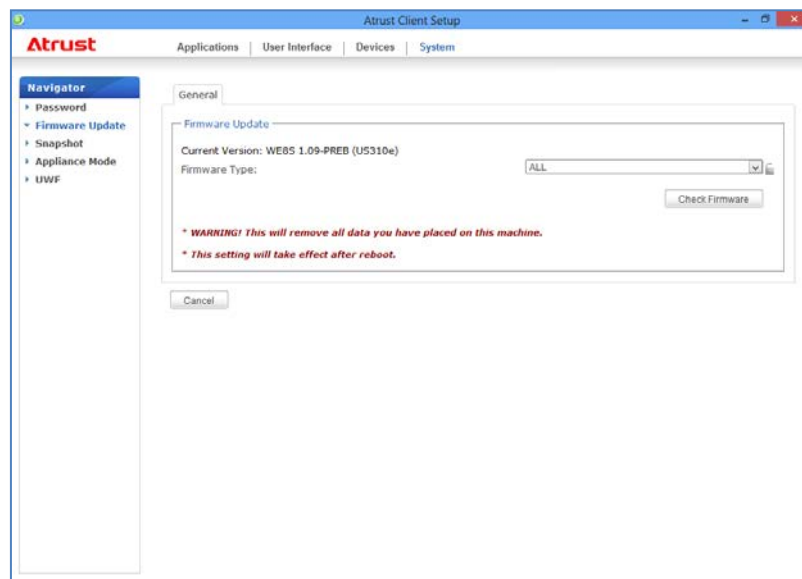 Atrust Client Setup
Atrust
Applications | User Interface | Devices | System
Navigator
Password
Firmware Update
Snapshot
Appliance Mode
UWF
General
Firmware Update
Current Version: WE8S 1.09-PREB (U5310e)
Firmware Type: ALL
Check Firmware
* WARNING! This will remove all data you have placed on this machine.
* This setting will take effect after reboot.
Cancel